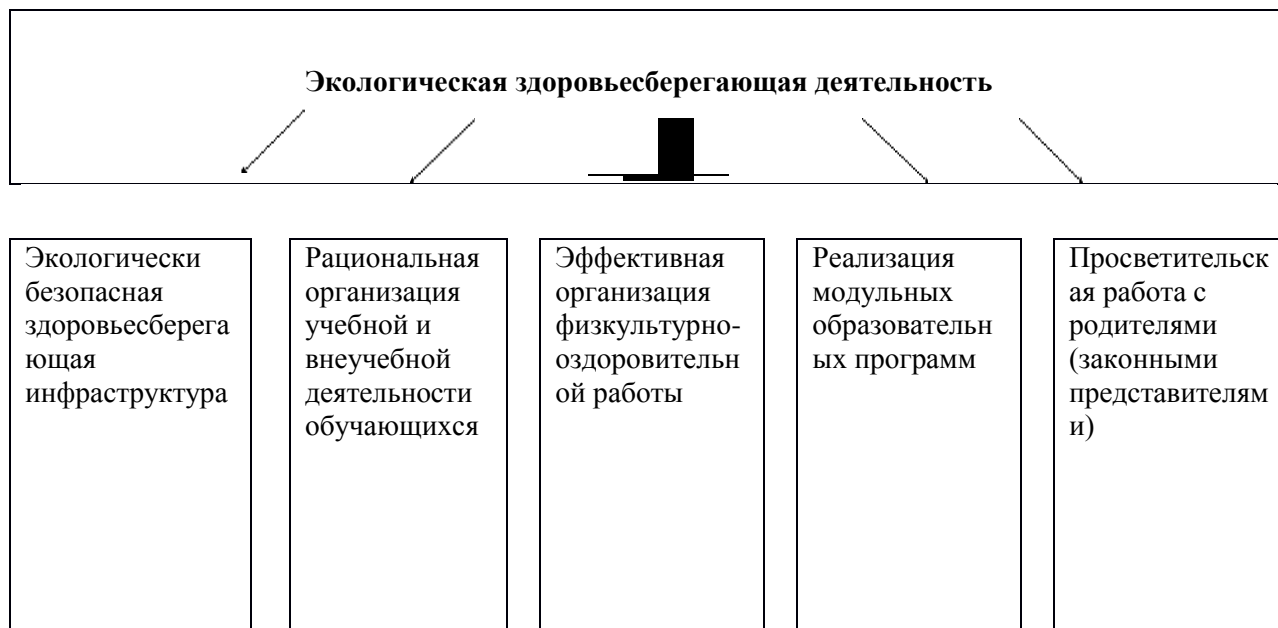 Экологическая здоровьесберегающая деятельность
Экологически
безопасная
здоровьесберега
ющая
инфраструктура
Рациональная
организация
учебной и
внеучебной
деятельности
обучающихся
Эффективная
организация
физкультурно-
оздоровительн
ой работы
Реализация
модульных
образовательн
ых программ
Просветительск
ая работа с
родителями
(законными
представителям
и)